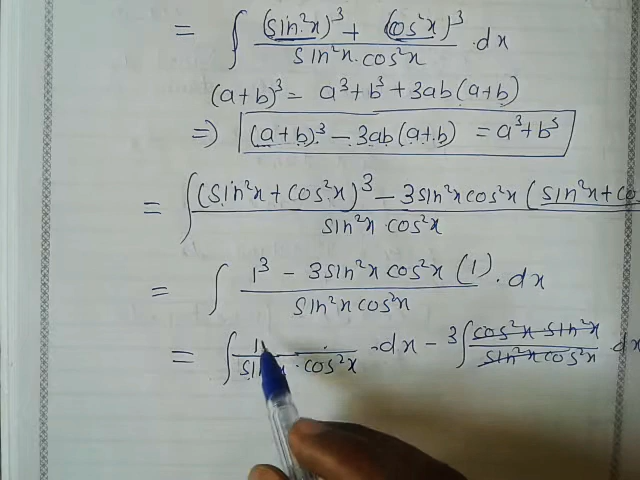 = ∫ (sin²x)³ + (cos²x)³ / sin²x · cos²x · dx
(a+b)³ = a³+b³+3ab(a+b)
⇒ (a+b)³ − 3ab(a+b) = a³+b³
= ∫ (sin²x + cos²x)³ − 3sin²x cos²x (sin²x + cos / sin²x cos²x
= ∫ 1³ − 3sin²x cos²x (1) / sin²x cos²x · dx
= ∫ 1 / sin²x · cos²x · dx − 3∫ cos²x sin²x / sin²x cos²x dx